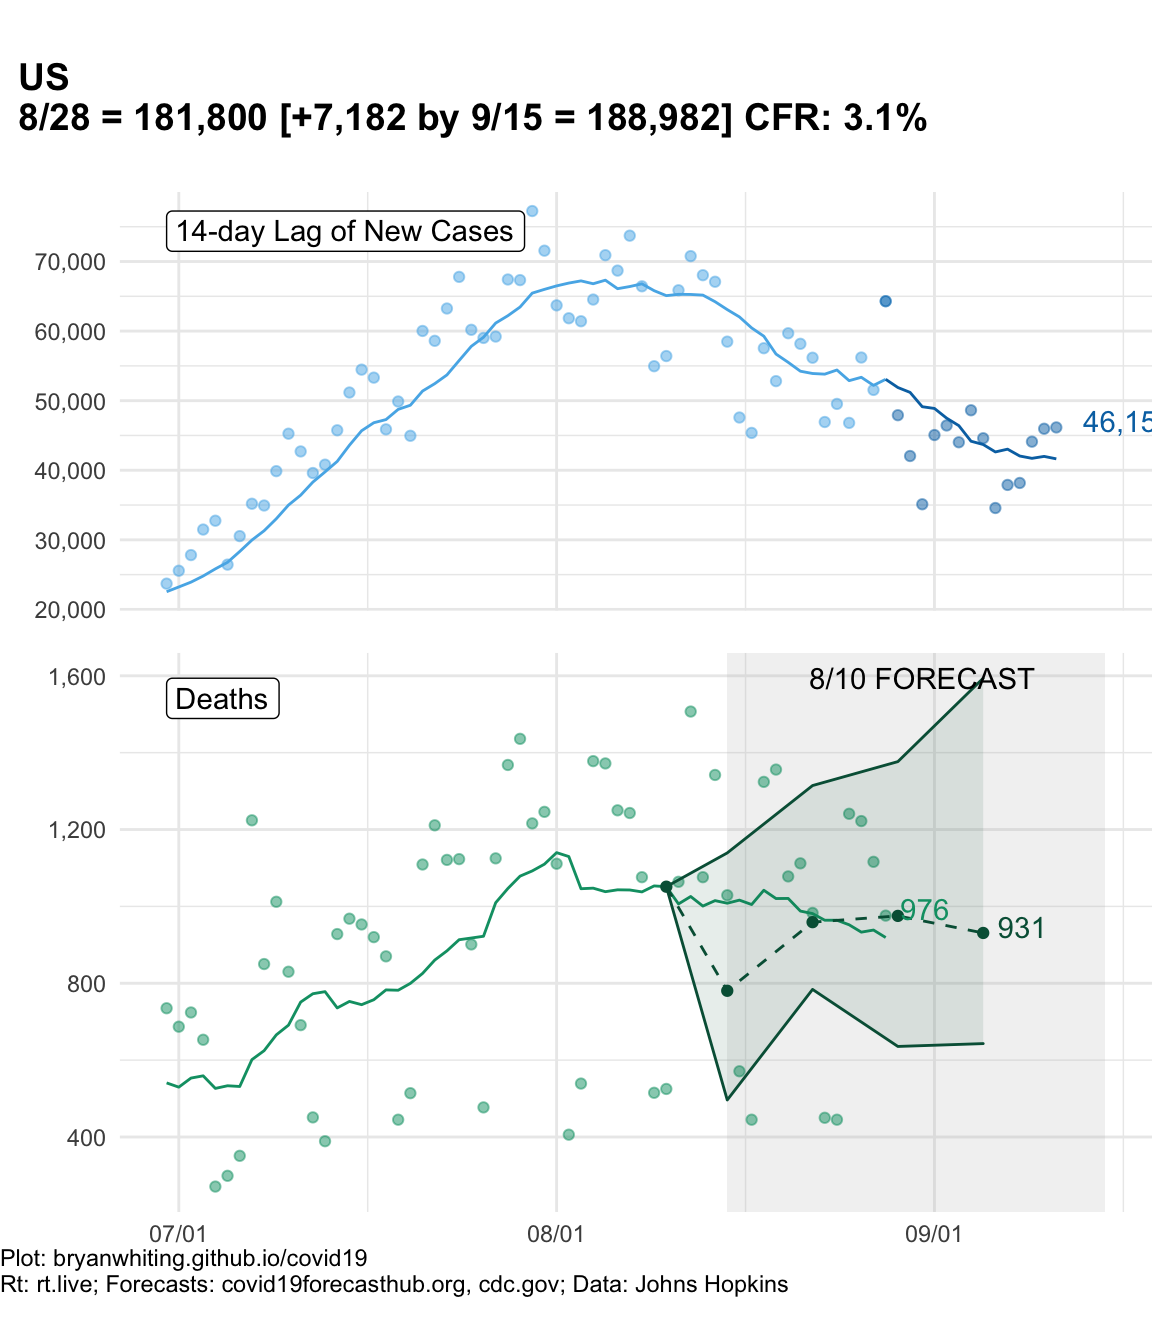 US
8/28 = 181,800 [+7,182 by 9/15 = 188,982] CFR: 3.1%
14-day Lag of New Cases
70,000
60,000
50,000
46,15
40,000
30,000
20,000
1,600
8/10 FORECAST
Deaths
1,200
976
931
800
400
07/01
08/01
09/01
Plot: bryanwhiting.github.io/covid19
Rt: rt.live; Forecasts: covid19forecasthub.org, cdc.gov; Data: Johns Hopkins